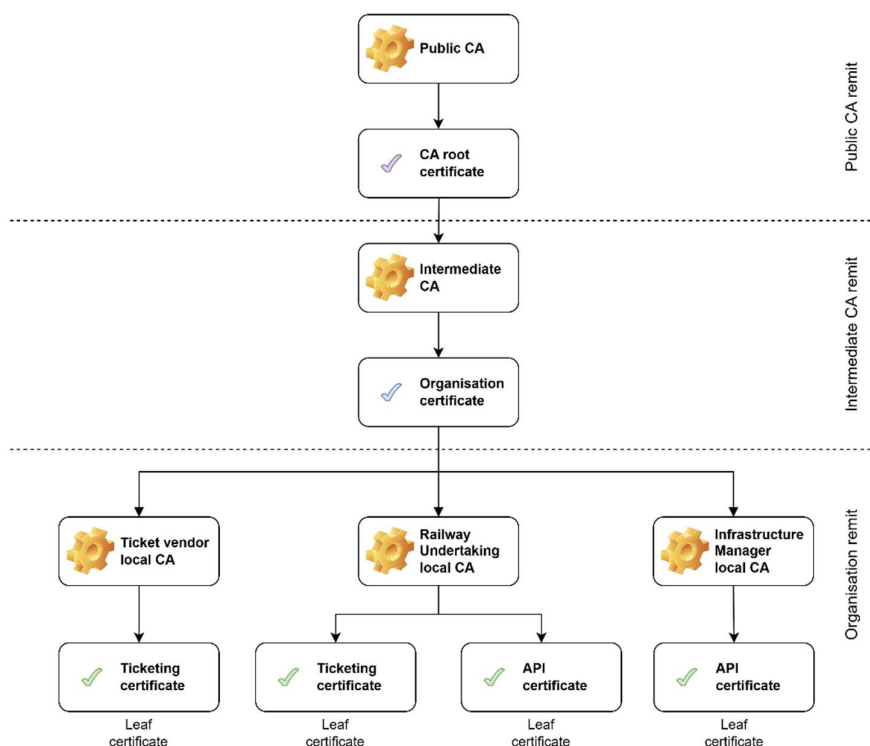 Public CA
Public CA remit
CA root
certificate
Intermediate
CA
Intermediate CA remit
Organisation
certificate
Ticket vendor
local CA
Railway
Undertaking
local CA
Infrastructure
Manager
local CA
Organisation remit
Ticketing
certificate
Ticketing
certificate
API
certificate
API
certificate
Leaf
certificate
Leaf
certificate
Leaf
certificate
Leaf
certificate